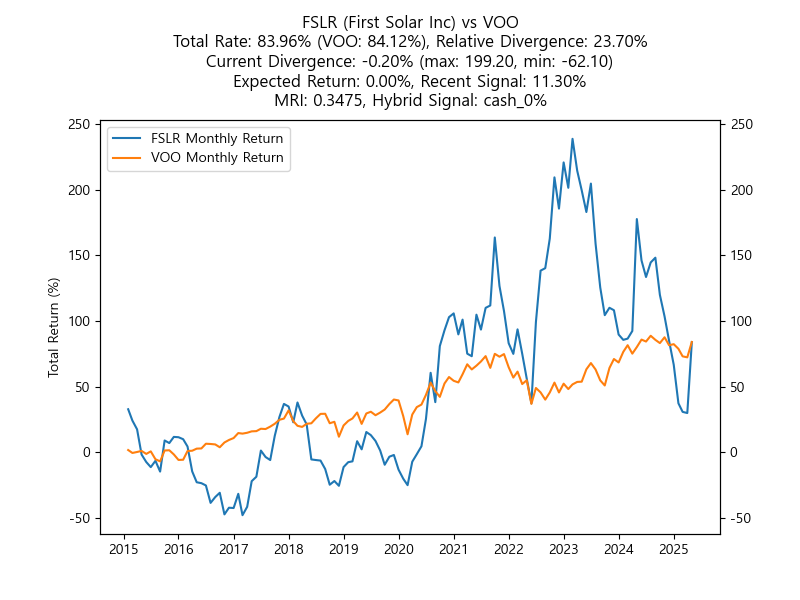 FSLR (First Solar Inc) vs VOO
Total Rate: 83.96% (VOO: 84.12%), Relative Divergence: 23.70%
Current Divergence: -0.20% (max: 199.20, min: -62.10)
Expected Return: 0.00%, Recent Signal: 11.30%
MRI: 0.3475, Hybrid Signal: cash_0%
FSLR Monthly Return
VOO Monthly Return
Total Return (%)
250
200
150
100
50
0
-50
250
200
150
100
50
0
-50
2015 2016 2017 2018 2019 2020 2021 2022 2023 2024 2025